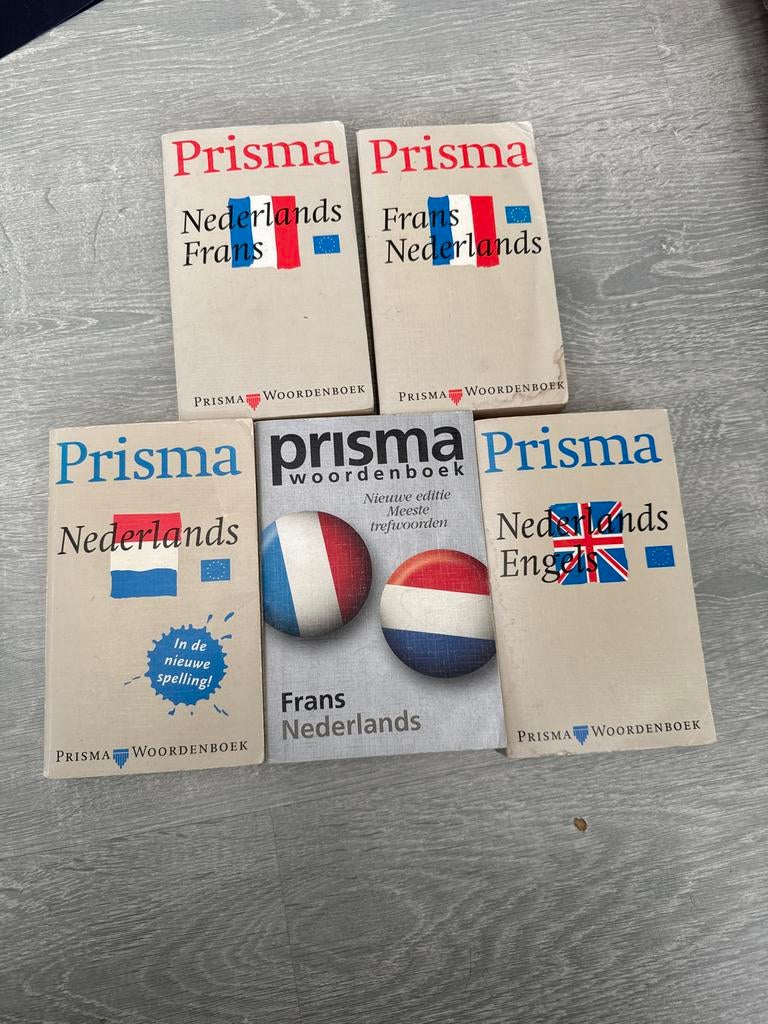 Prisma
Nederlands
Frans
PRISMA WOORDENBOEK
Prisma
Frans
Nederlands
PRISMA WOORDENBOEK
Prisma
Nederlands
In de
nieuwe
spelling!
PRISMA WOORDENBOEK
prisma
woordenboek
Nieuwe editie
Meeste
trefwoorden
Frans
Nederlands
Prisma
Nederlands
Engels
PRISMA WOORDENBOEK